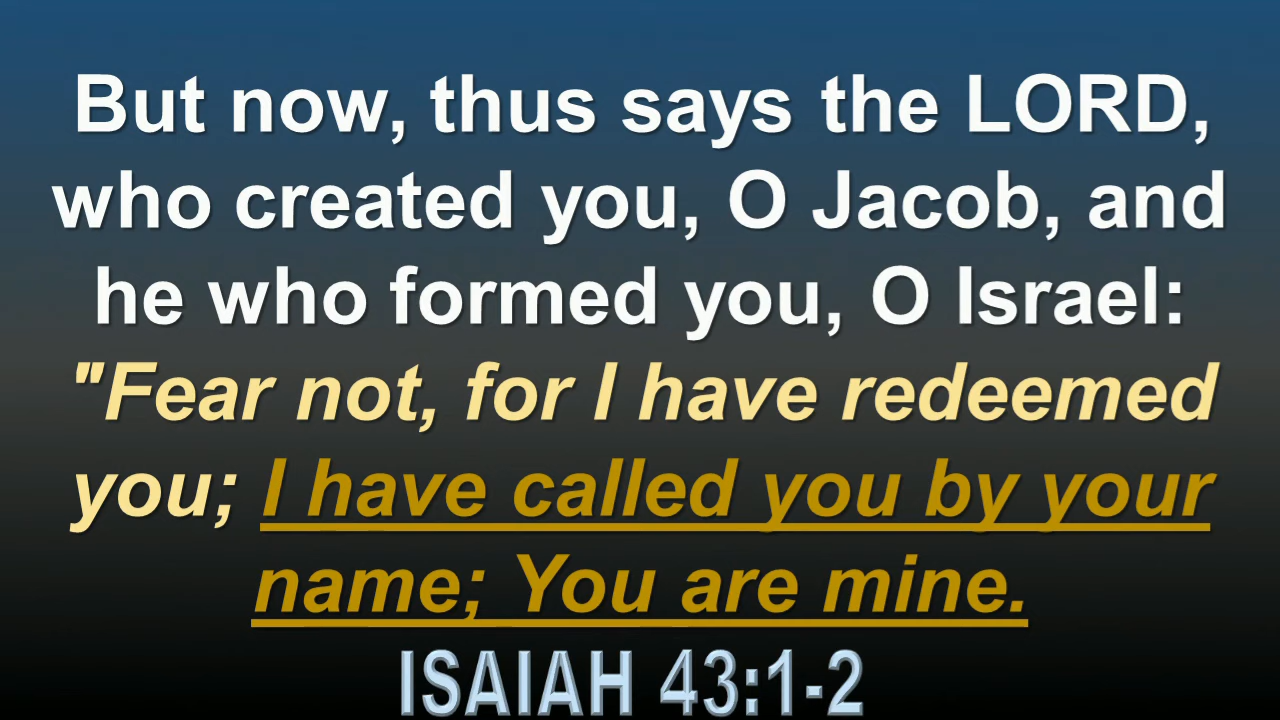 But now, thus says the LORD,
who created you, O Jacob, and
he who formed you, O Israel:
"Fear not, for I have redeemed
you; I have called you by your
name; You are mine.
ISAIAH 43:1-2